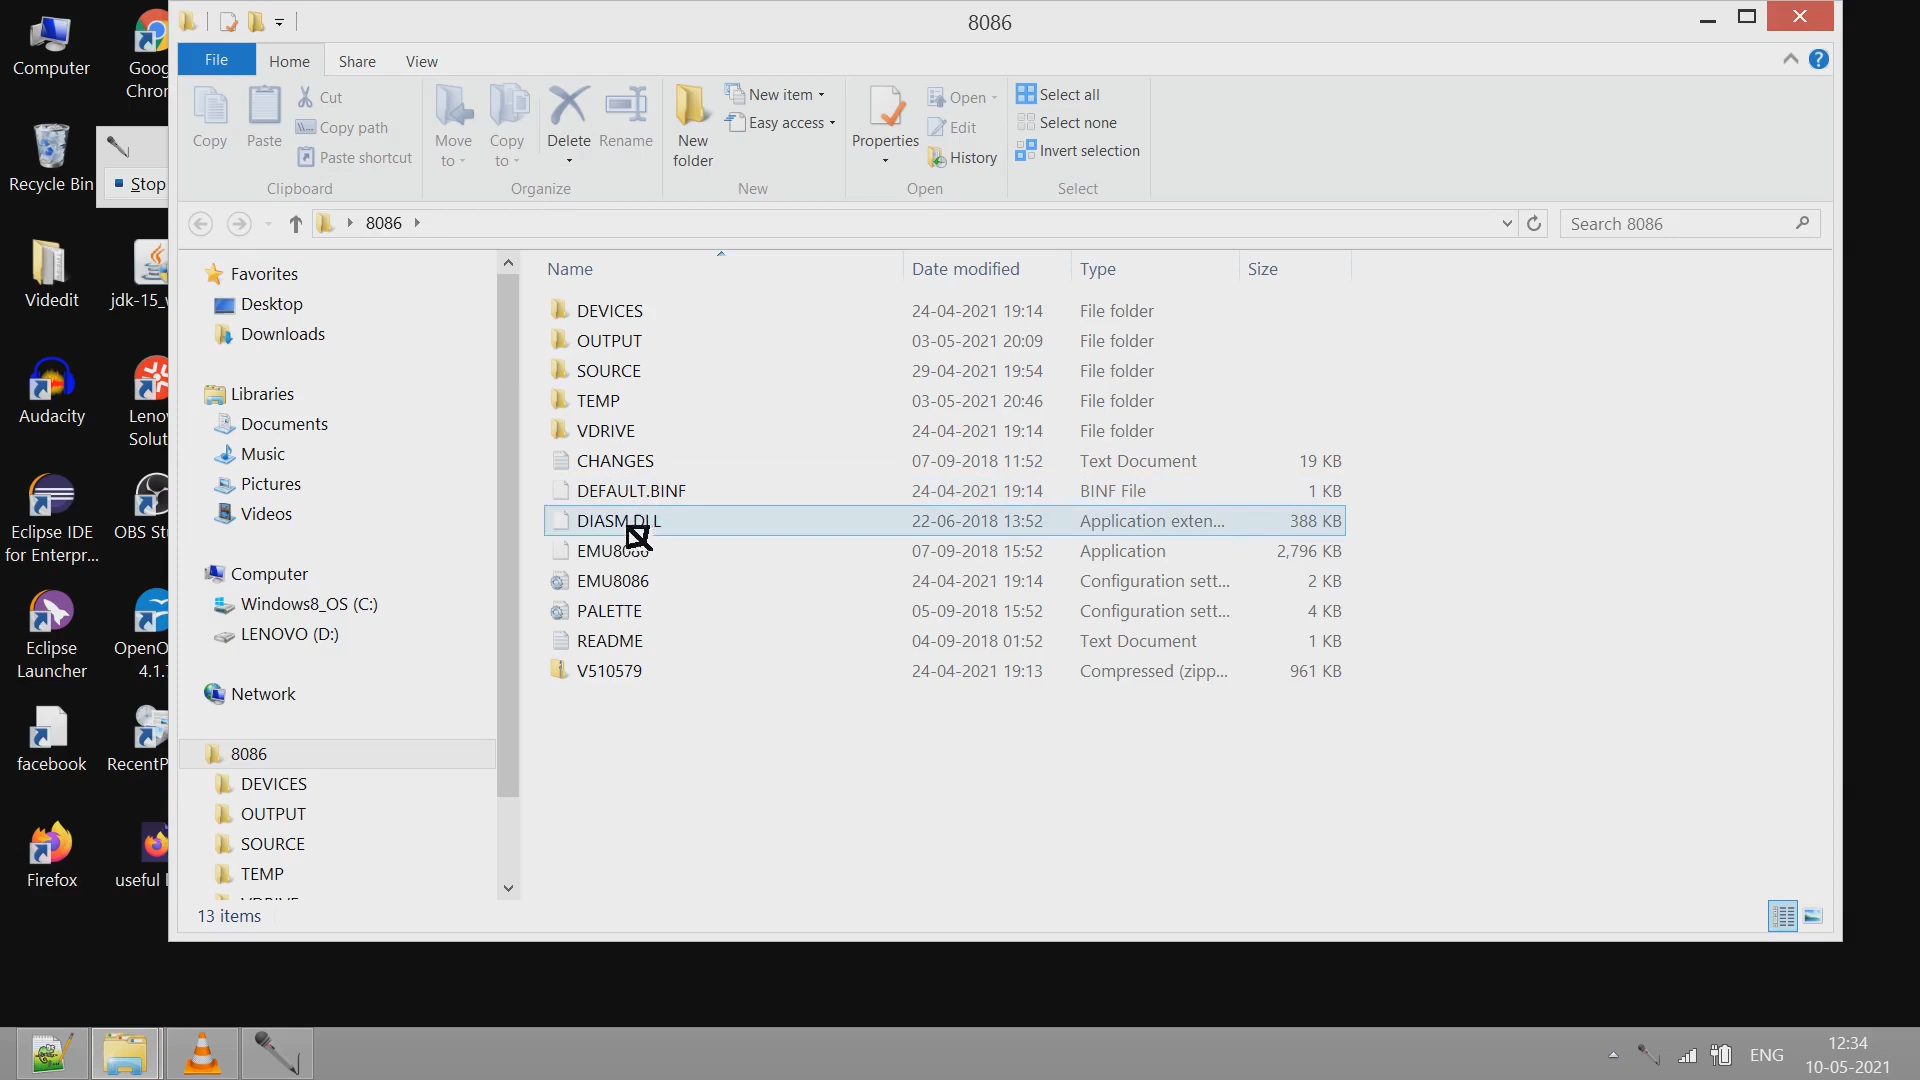 Computer
Goog
Chron
Recycle Bin
Stop
Videdit
jdk-15_w
Audacity
Lenov
Soluti
Eclipse IDE
for Enterpr...
OBS Stu
Eclipse
Launcher
OpenO
4.1.7
facebook
RecentP
Firefox
useful l
8086
File
Home
Share
View
?
Copy
Paste
Cut
Copy path
Paste shortcut
Clipboard
Move
to
Copy
to
Delete
Rename
Organize
New
folder
New item
Easy access
New
Properties
Open
Edit
History
Open
Select all
Select none
Invert selection
Select
8086
Search 8086
Favorites
Desktop
Downloads
Libraries
Documents
Music
Pictures
Videos
Computer
Windows8_OS (C:)
LENOVO (D:)
Network
8086
DEVICES
OUTPUT
SOURCE
TEMP
VDRIVE
Name Date modified Type Size
DEVICES 24-04-2021 19:14 File folder
OUTPUT 03-05-2021 20:09 File folder
SOURCE 29-04-2021 19:54 File folder
TEMP 03-05-2021 20:46 File folder
VDRIVE 24-04-2021 19:14 File folder
CHANGES 07-09-2018 11:52 Text Document 19 KB
DEFAULT.BINF 24-04-2021 19:14 BINF File 1 KB
DIASM.DLL 22-06-2018 13:52 Application exten... 388 KB
EMU8086 07-09-2018 15:52 Application 2,796 KB
EMU8086 24-04-2021 19:14 Configuration sett... 2 KB
PALETTE 05-09-2018 15:52 Configuration sett... 4 KB
README 04-09-2018 01:52 Text Document 1 KB
V510579 24-04-2021 19:13 Compressed (zipp... 961 KB
13 items
ENG
12:34
10-05-2021